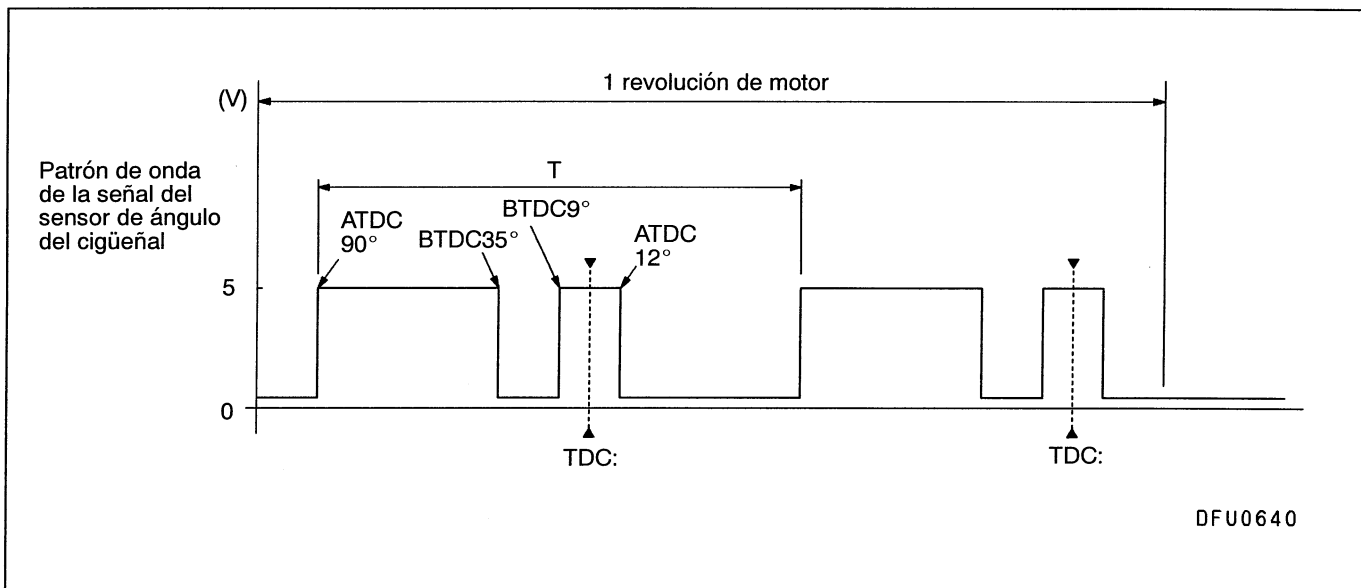 1 revolución de motor
(V)
Patrón de onda
de la señal del
sensor de ángulo
del cigüeñal
T
ATDC
90°
BTDC35°
BTDC9°
ATDC
12°
5
0
TDC:
TDC:
DFU0640